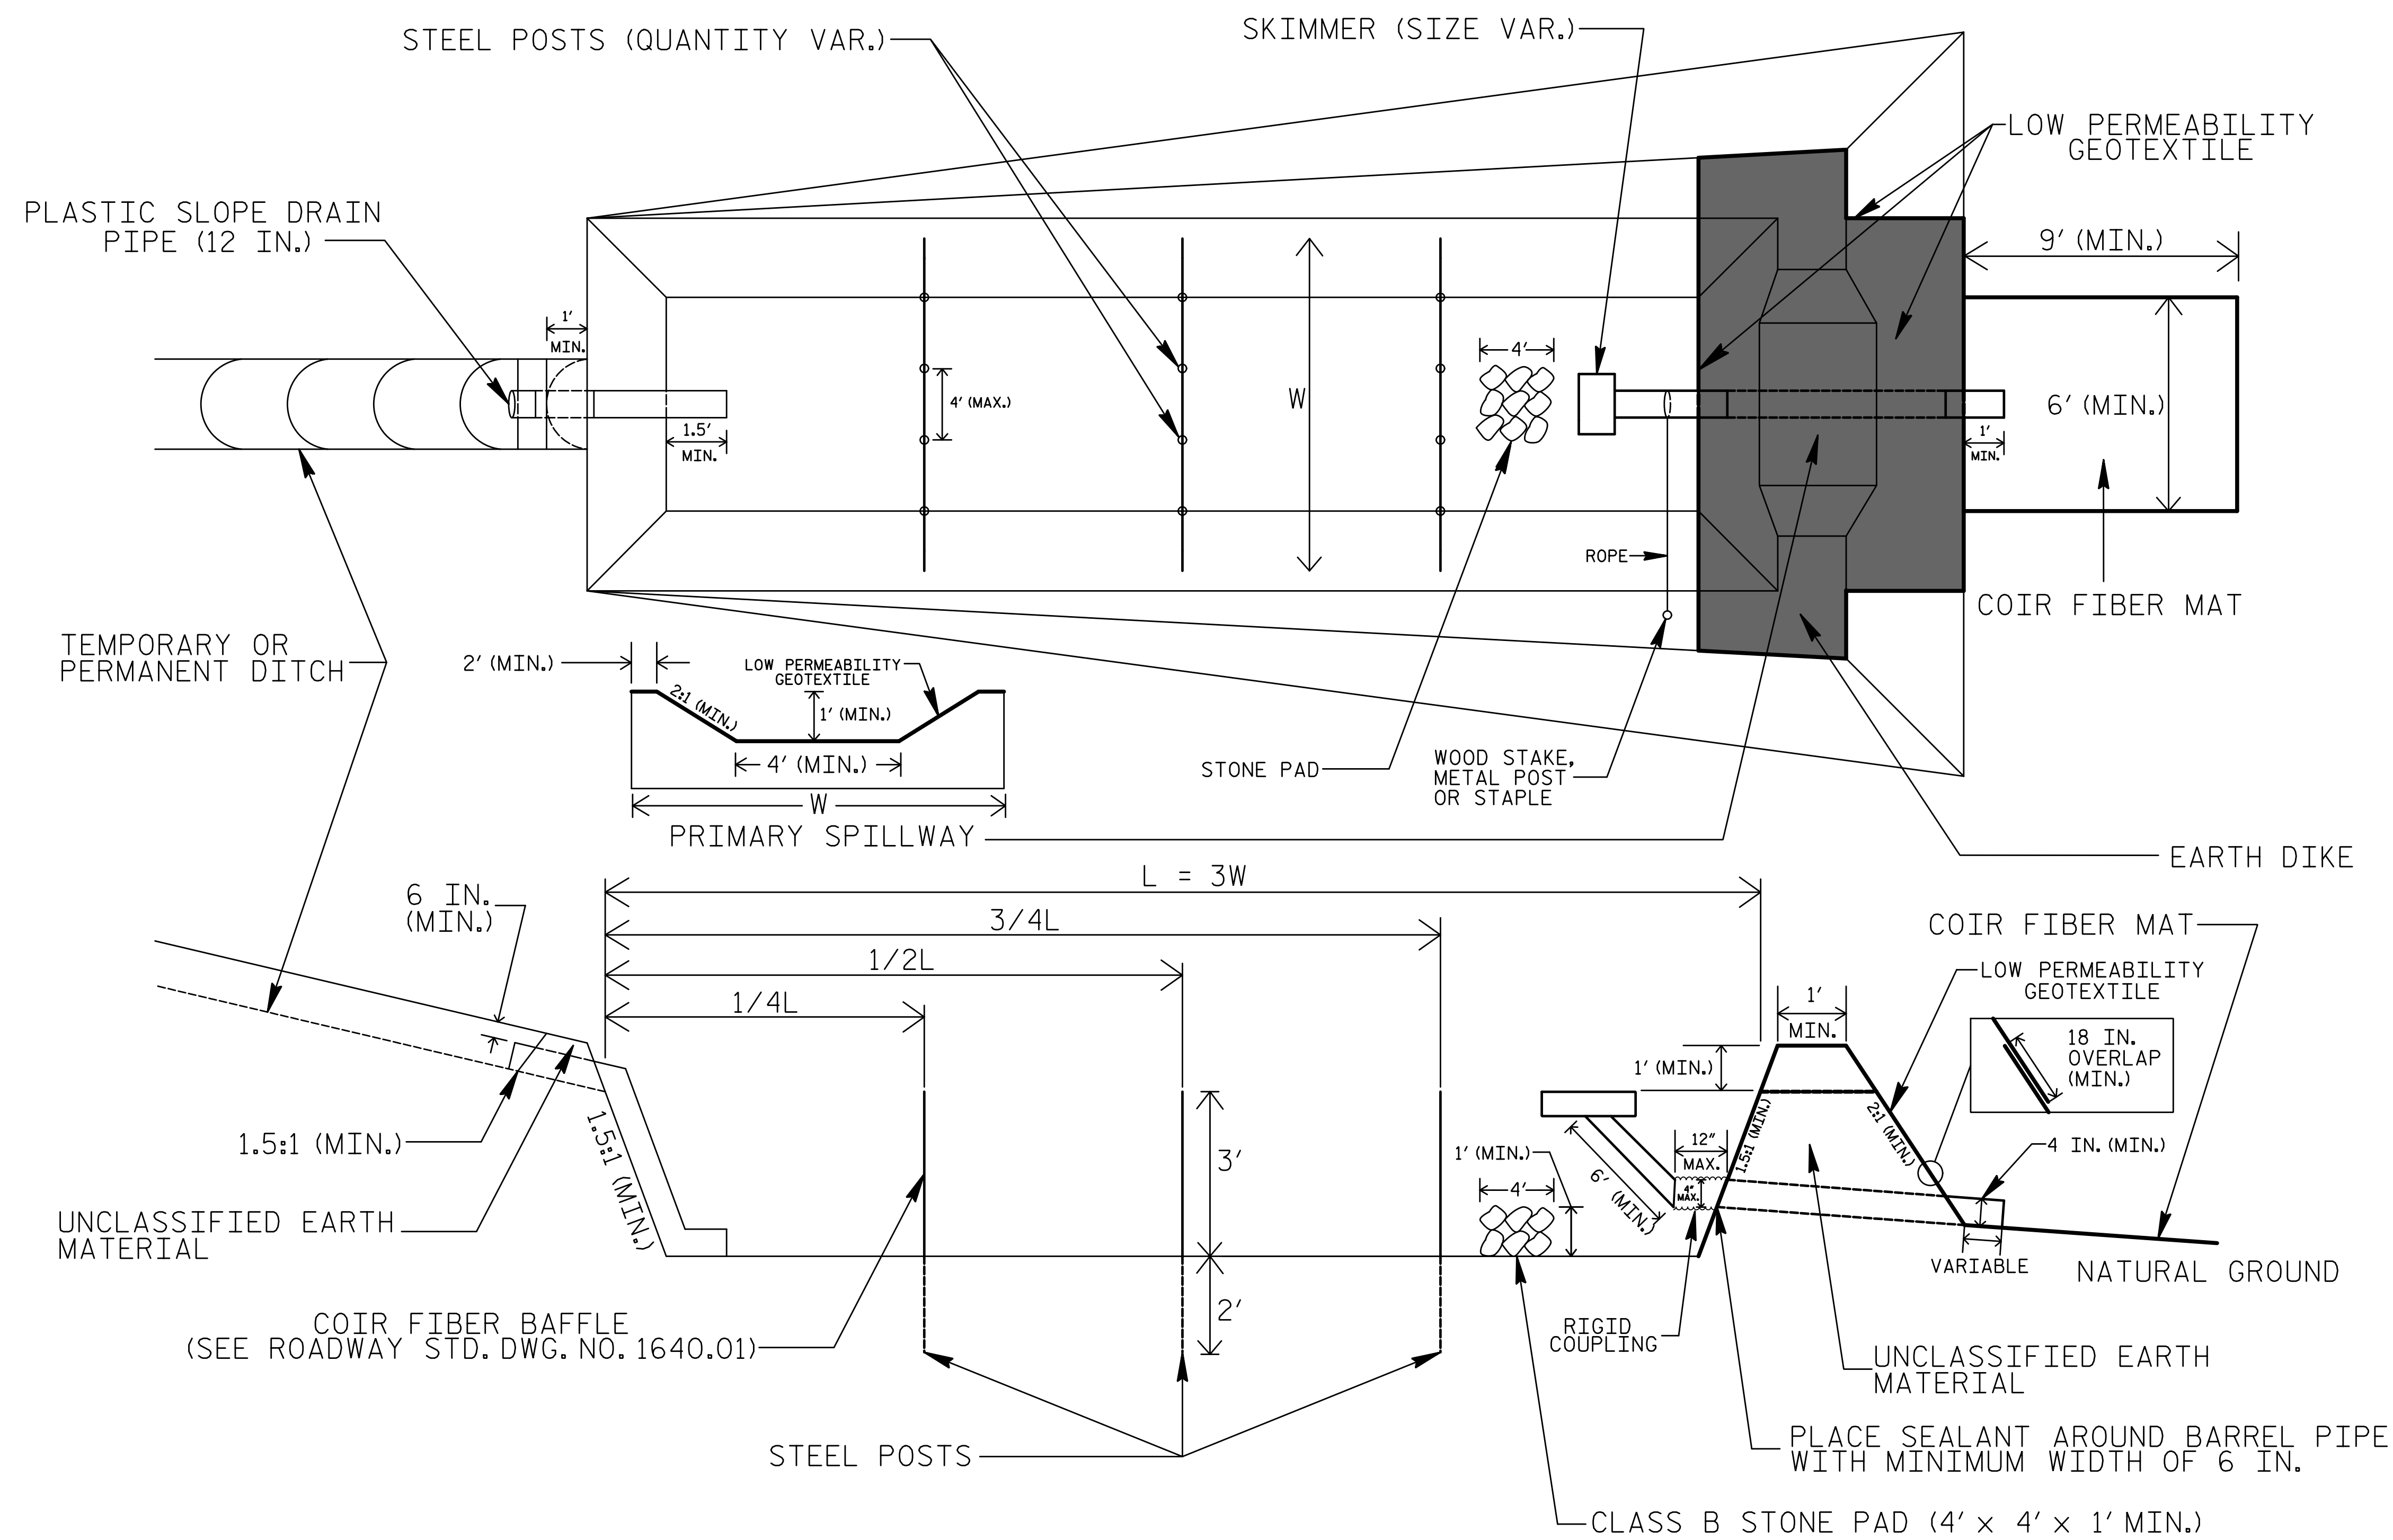 STEEL POSTS (QUANTITY VAR.)
SKIMMER (SIZE VAR.)
LOW PERMEABILITY
GEOTEXTILE
PLASTIC SLOPE DRAIN
PIPE (12 IN.)
9' (MIN.)
1'
MIN.
4'
4' (MAX.)
W
6' (MIN.)
1.5'
MIN.
1'
MIN.
ROPE
COIR FIBER MAT
TEMPORARY OR
PERMANENT DITCH
2' (MIN.)
LOW PERMEABILITY
GEOTEXTILE
2:1 (MIN.)
1' (MIN.)
4' (MIN.)
STONE PAD
WOOD STAKE,
METAL POST
OR STAPLE
W
PRIMARY SPILLWAY
EARTH DIKE
L = 3W
6 IN.
(MIN.)
3/4L
COIR FIBER MAT
1/2L
LOW PERMEABILITY
GEOTEXTILE
1/4L
1'
MIN.
18 IN.
OVERLAP
(MIN.)
1' (MIN.)
1.5:1 (MIN.)
1.5:1 (MIN.)
1.5:1 (MIN.)
2:1 (MIN.)
12"
MAX.
4"
MAX.
4 IN. (MIN.)
1' (MIN.)
3'
4'
6' (MIN.)
UNCLASSIFIED EARTH
MATERIAL
VARIABLE
NATURAL GROUND
2'
COIR FIBER BAFFLE
(SEE ROADWAY STD. DWG. NO. 1640.01)
RIGID
COUPLING
UNCLASSIFIED EARTH
MATERIAL
STEEL POSTS
PLACE SEALANT AROUND BARREL PIPE
WITH MINIMUM WIDTH OF 6 IN.
CLASS B STONE PAD (4' x 4' x 1' MIN.)